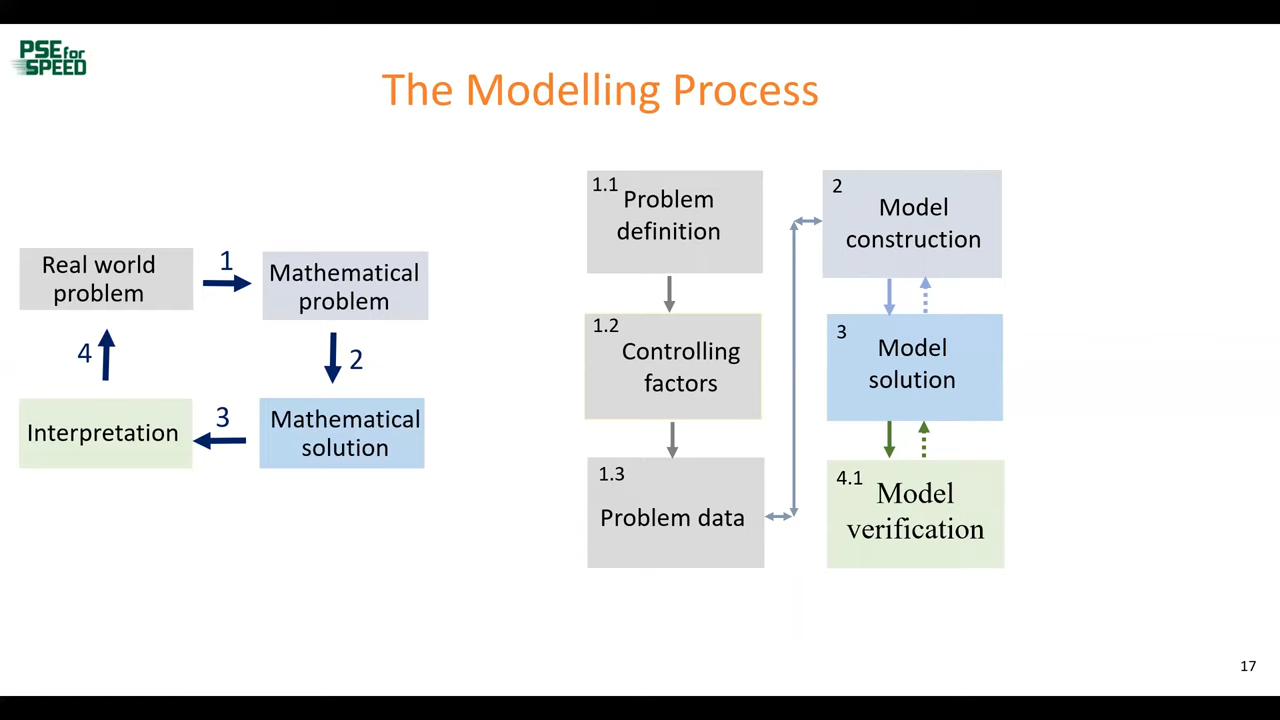 PSE for
SPEED
The Modelling Process
Real world
problem
1
Mathematical
problem
4
2
Interpretation
3
Mathematical
solution
1.1
Problem
definition
1.2
Controlling
factors
1.3
Problem data
2
Model
construction
3
Model
solution
4.1
Model
verification
17